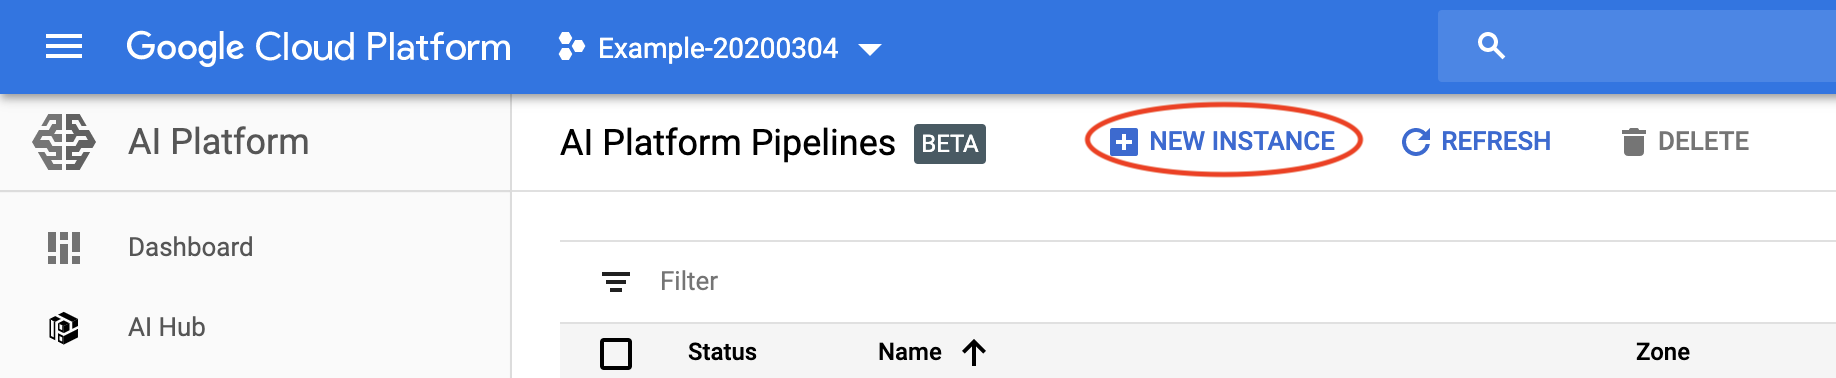 Google Cloud Platform Example-20200304
AI Platform AI Platform Pipelines BETA NEW INSTANCE REFRESH DELETE
Dashboard
Filter
AI Hub
Status Name Zone